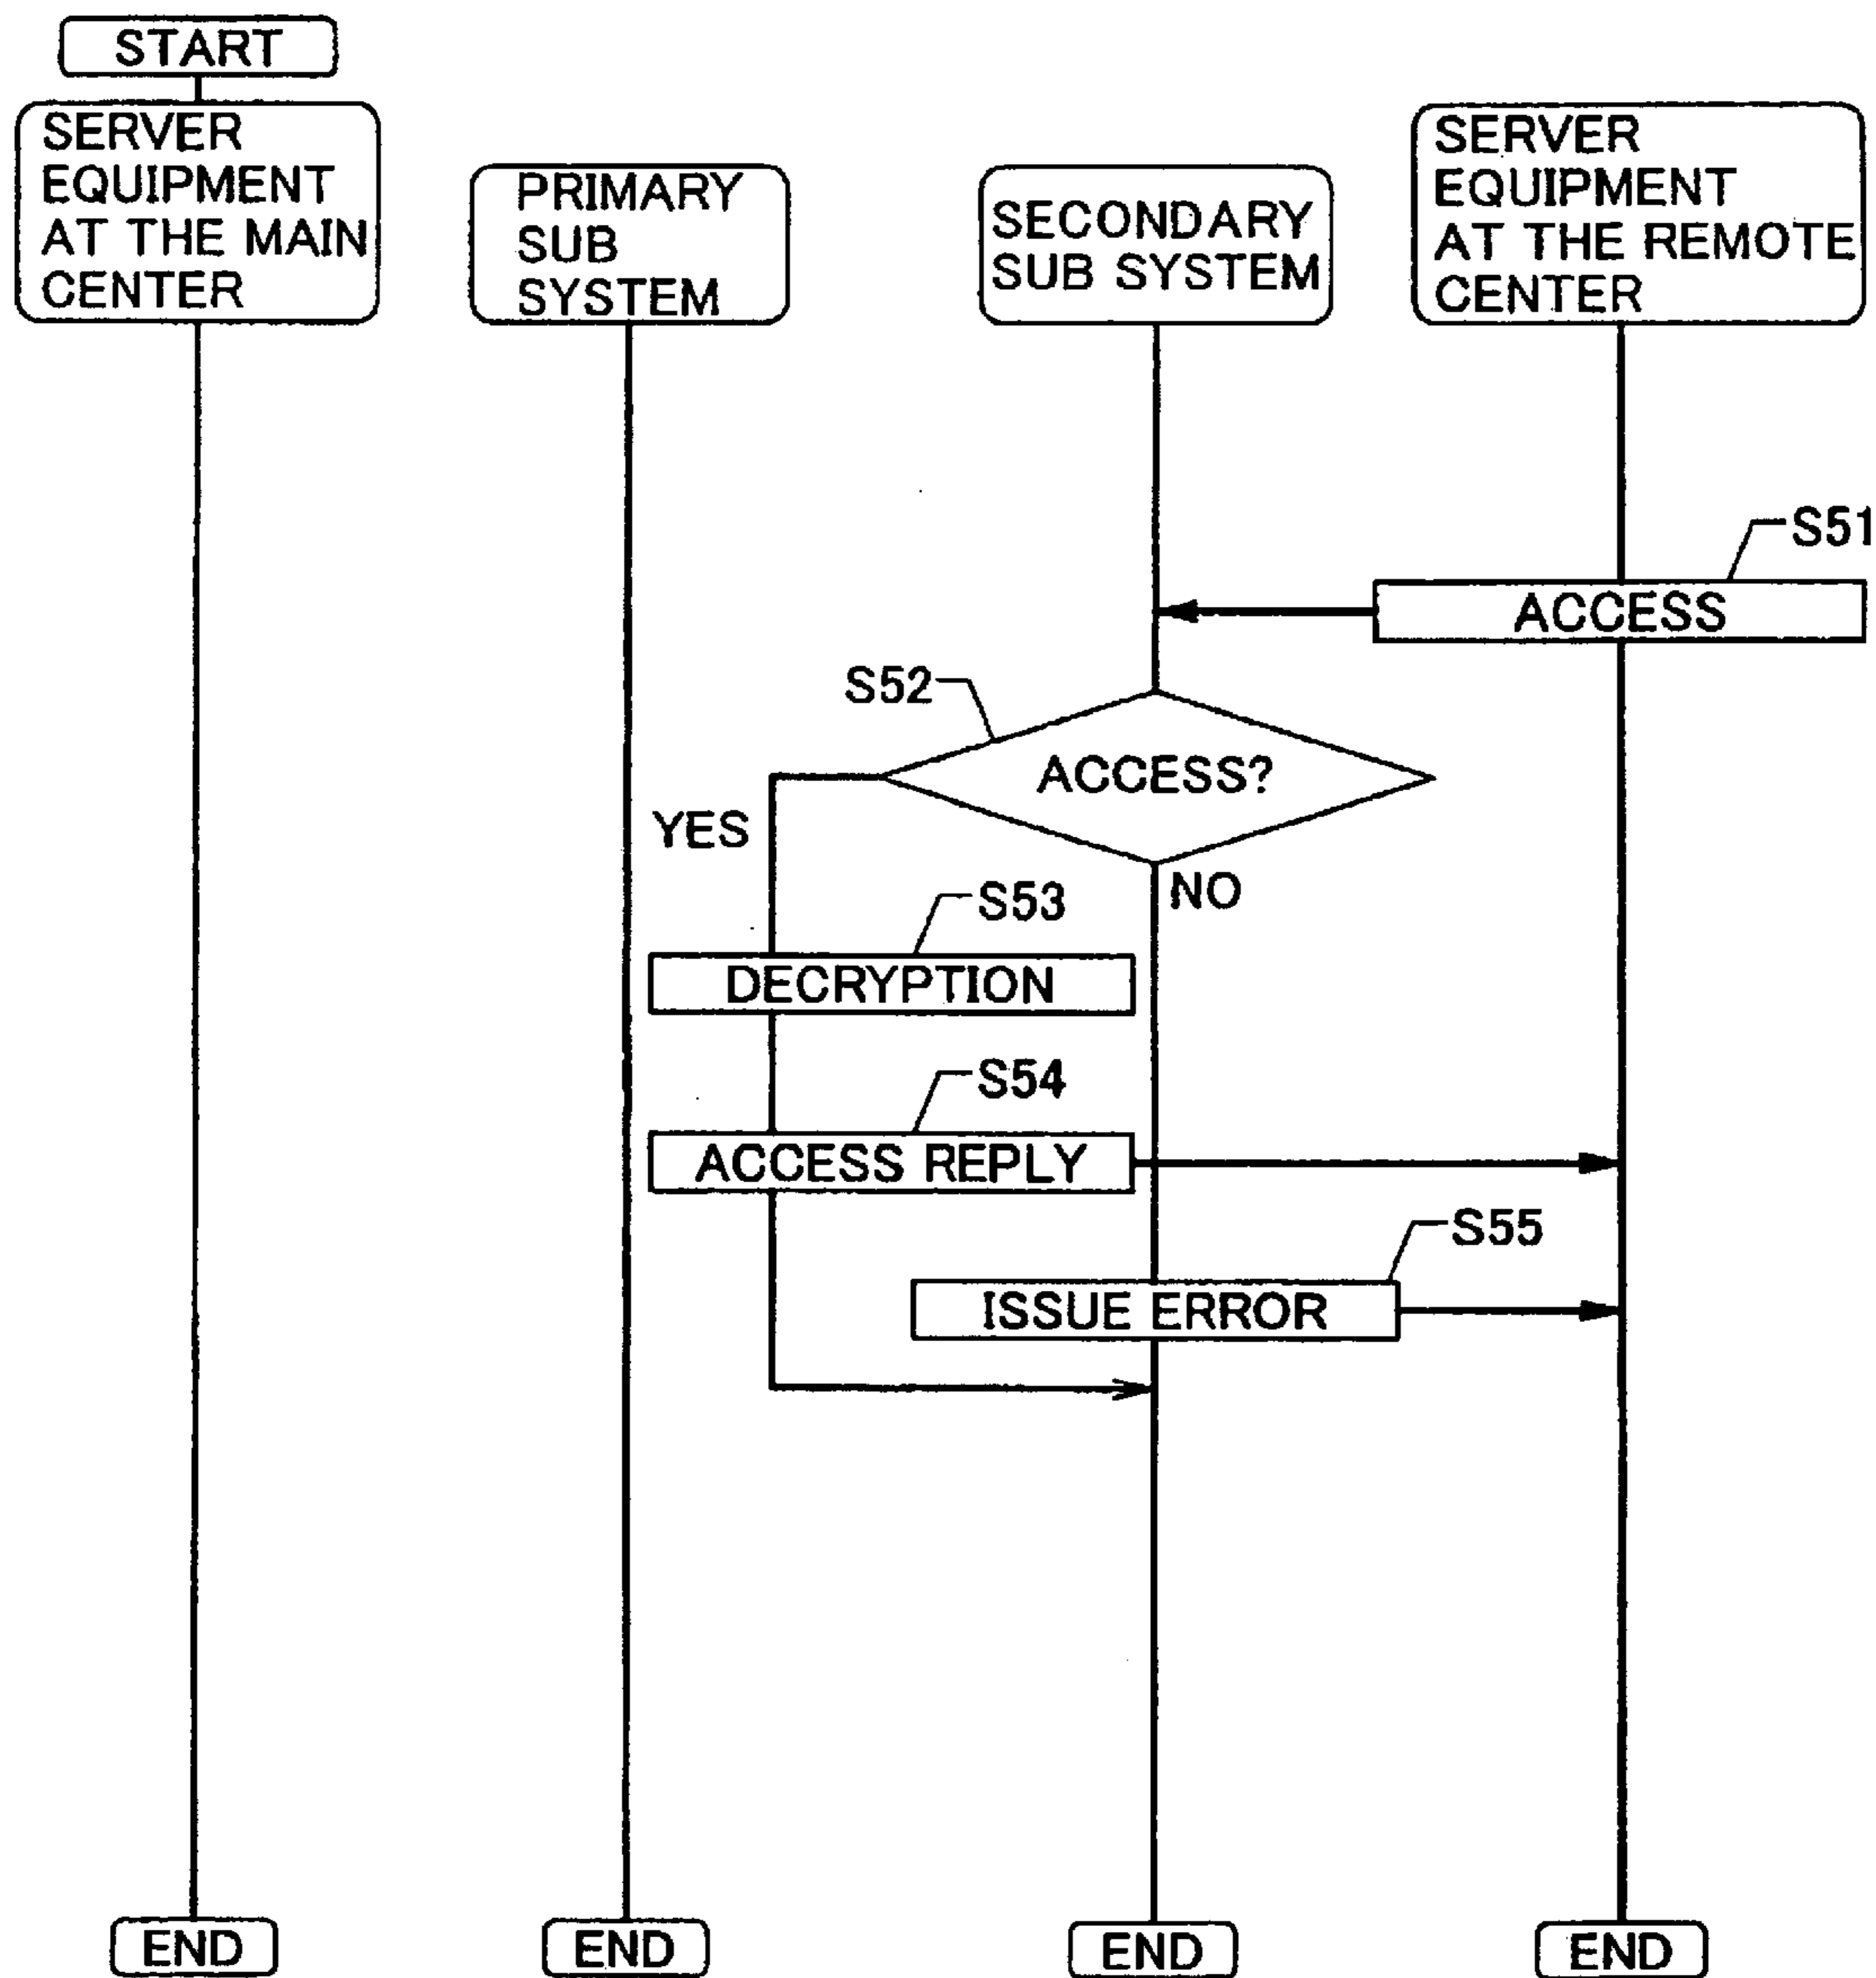 START
SERVER
EQUIPMENT
AT THE MAIN
CENTER
PRIMARY
SUB
SYSTEM
SECONDARY
SUB SYSTEM
SERVER
EQUIPMENT
AT THE REMOTE
CENTER
S51
ACCESS
S52
ACCESS?
YES
NO
S53
DECRYPTION
S54
ACCESS REPLY
S55
ISSUE ERROR
END
END
END
END